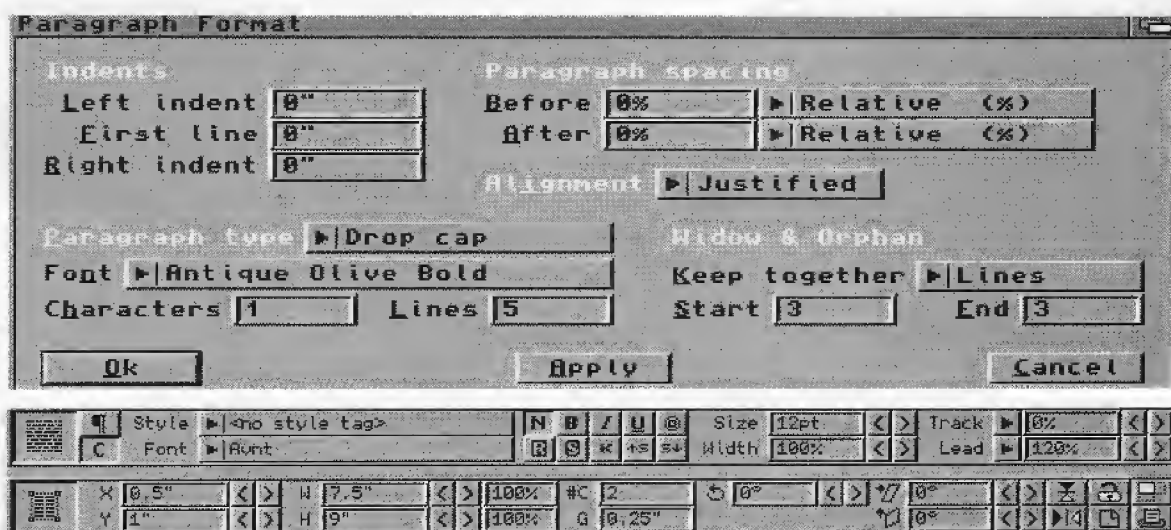 Paragraph Format
Indents Paragraph spacing
Left indent 0" Before 0% Relative (%)
First line 0" After 0% Relative (%)
Right indent 0"
Alignment Justified
Paragraph type Drop cap Widow & Orphan
Font Antique Olive Bold Keep together Lines
Characters 1 Lines 5 Start 3 End 3
Ok Apply Cancel
¶ Style <no style tag> N B I U @ Size 12pt < > Track 0% < >
C Font Avnt R S K +S S+ Width 100% < > Lead 120% < >
X 0.5" < > W 7.5" < > 100% #C 2 0° < > 0° < >
Y 1" < > H 9" < > 100% G 0.25" 0° < >